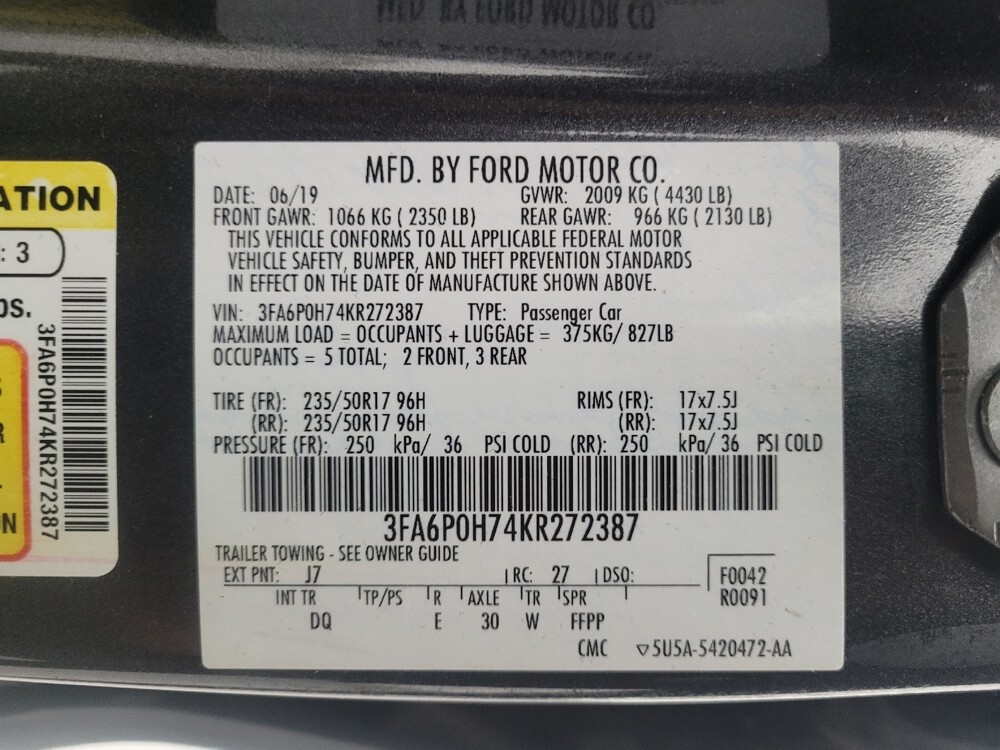 MFD. BY FORD MOTOR CO
ATION
: 3
3FA6P0H74KR272387
MFD. BY FORD MOTOR CO.
DATE: 06/19 GVWR: 2009 KG ( 4430 LB)
FRONT GAWR: 1066 KG ( 2350 LB) REAR GAWR: 966 KG ( 2130 LB)
THIS VEHICLE CONFORMS TO ALL APPLICABLE FEDERAL MOTOR
VEHICLE SAFETY, BUMPER, AND THEFT PREVENTION STANDARDS
IN EFFECT ON THE DATE OF MANUFACTURE SHOWN ABOVE.
VIN: 3FA6P0H74KR272387 TYPE: Passenger Car
MAXIMUM LOAD = OCCUPANTS + LUGGAGE = 375KG/ 827LB
OCCUPANTS = 5 TOTAL; 2 FRONT, 3 REAR
TIRE (FR): 235/50R17 96H RIMS (FR): 17x7.5J
(RR): 235/50R17 96H (RR): 17x7.5J
PRESSURE (FR): 250 kPa/ 36 PSI COLD (RR): 250 kPa/ 36 PSI COLD
3FA6P0H74KR272387
TRAILER TOWING - SEE OWNER GUIDE
EXT PNT: J7 RC: 27 DSO: F0042
INT TR TP/PS R AXLE TR SPR R0091
DQ E 30 W FFPP
CMC ▽5U5A-5420472-AA